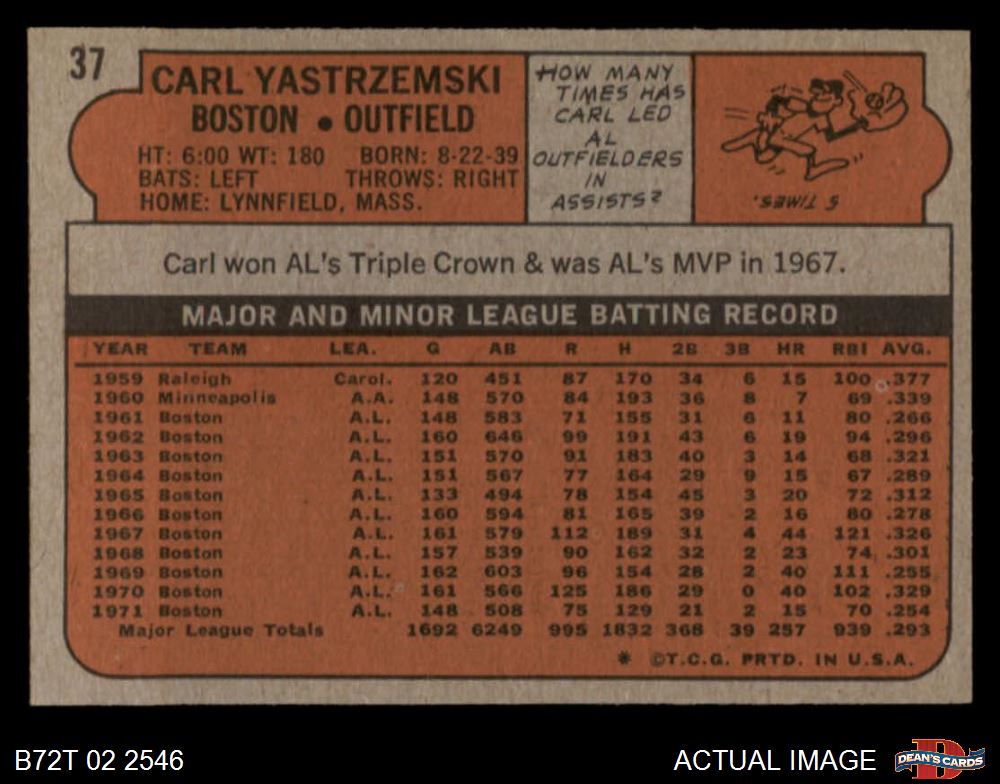 37
CARL YASTRZEMSKI
BOSTON • OUTFIELD
HT: 6:00 WT: 180 BORN: 8-22-39
BATS: LEFT THROWS: RIGHT
HOME: LYNNFIELD, MASS.
HOW MANY
TIMES HAS
CARL LED
AL
OUTFIELDERS
IN
ASSISTS?
5 TIMES.
Carl won AL's Triple Crown & was AL's MVP in 1967.
MAJOR AND MINOR LEAGUE BATTING RECORD
YEAR TEAM LEA. G AB R H 2B 3B HR RBI AVG.
1959 Raleigh Carol. 120 451 87 170 34 6 15 100 .377
1960 Minneapolis A.A. 148 570 84 193 36 8 7 69 .339
1961 Boston A.L. 148 583 71 155 31 6 11 80 .266
1962 Boston A.L. 160 646 99 191 43 6 19 94 .296
1963 Boston A.L. 151 570 91 183 40 3 14 68 .321
1964 Boston A.L. 151 567 77 164 29 9 15 67 .289
1965 Boston A.L. 133 494 78 154 45 3 20 72 .312
1966 Boston A.L. 160 594 81 165 39 2 16 80 .278
1967 Boston A.L. 161 579 112 189 31 4 44 121 .326
1968 Boston A.L. 157 539 90 162 32 2 23 74 .301
1969 Boston A.L. 162 603 96 154 28 2 40 111 .255
1970 Boston A.L. 161 566 125 186 29 0 40 102 .329
1971 Boston A.L. 148 508 75 129 21 2 15 70 .254
Major League Totals 1692 6249 995 1832 368 39 257 939 .293
* ©T.C.G. PRTD. IN U.S.A.
B72T 02 2546
ACTUAL IMAGE
D
DEAN'S CARDS